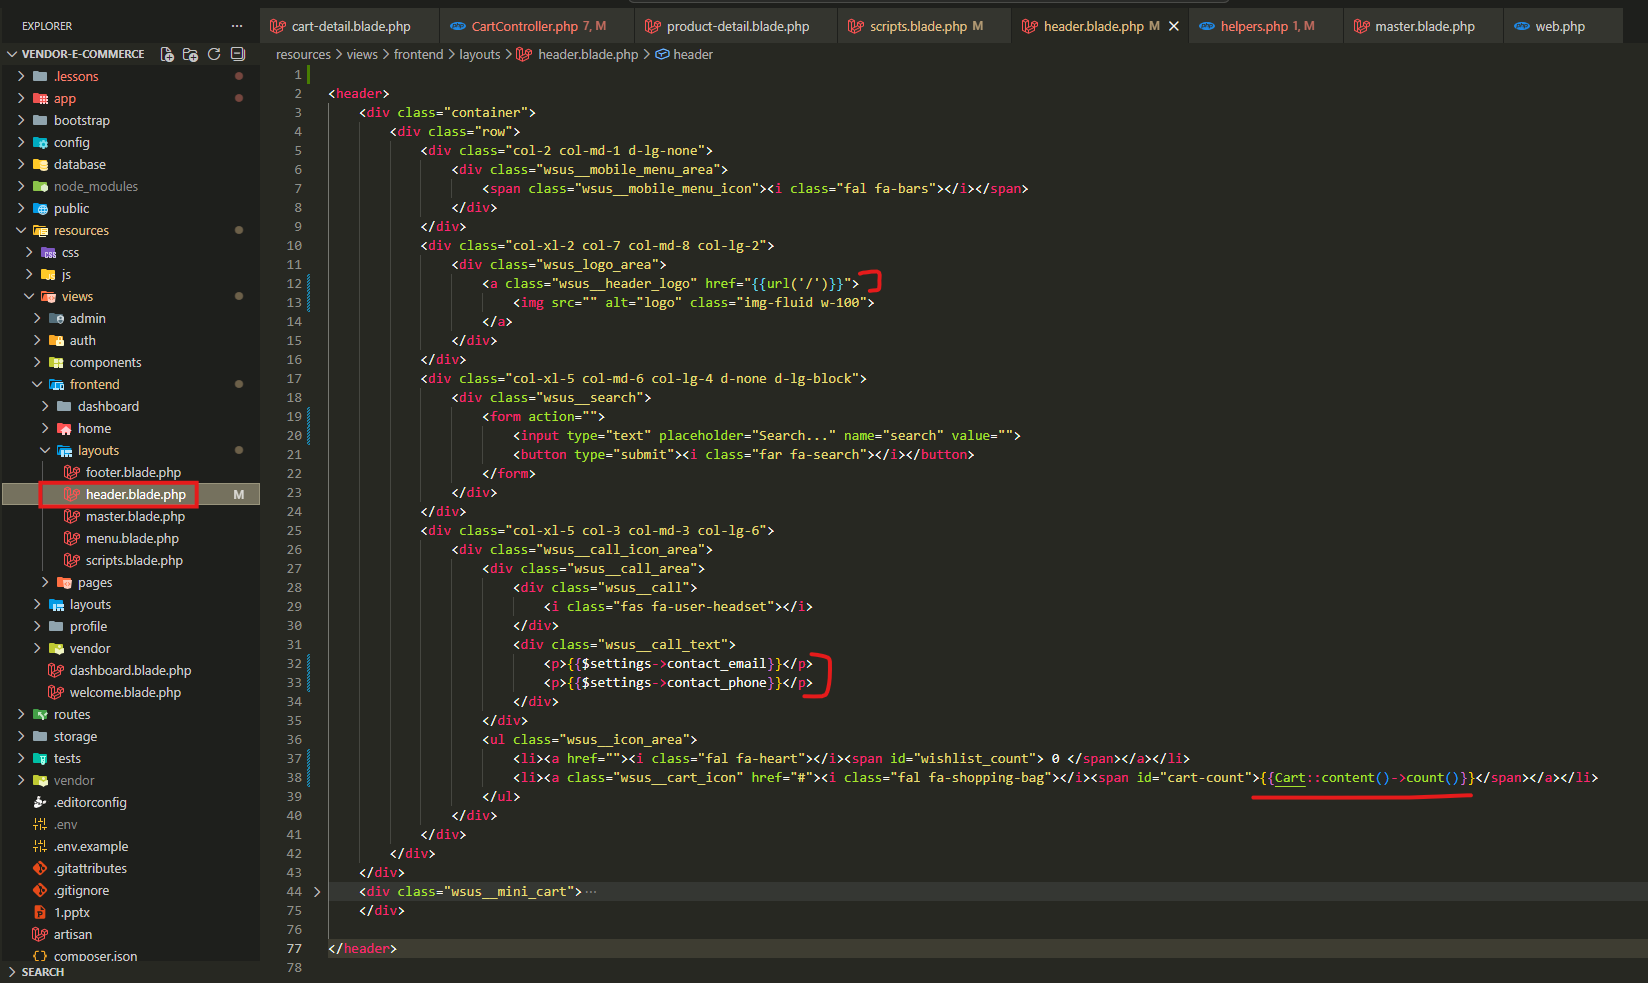 EXPLORER ···
VENDOR-E-COMMERCE
.lessons
app
bootstrap
config
database
node_modules
public
resources
css
js
views
admin
auth
components
frontend
dashboard
home
layouts
footer.blade.php
header.blade.php M
master.blade.php
menu.blade.php
scripts.blade.php
pages
layouts
profile
vendor
dashboard.blade.php
welcome.blade.php
routes
storage
tests
vendor
.editorconfig
.env
.env.example
.gitattributes
.gitignore
1.pptx
artisan
composer.json
SEARCH
cart-detail.blade.php CartController.php 7, M product-detail.blade.php scripts.blade.php M header.blade.php M helpers.php 1, M master.blade.php web.php
resources > views > frontend > layouts > header.blade.php > header
1
2 <header>
3 <div class="container">
4 <div class="row">
5 <div class="col-2 col-md-1 d-lg-none">
6 <div class="wsus__mobile_menu_area">
7 <span class="wsus__mobile_menu_icon"><i class="fal fa-bars"></i></span>
8 </div>
9 </div>
10 <div class="col-xl-2 col-7 col-md-8 col-lg-2">
11 <div class="wsus_logo_area">
12 <a class="wsus__header_logo" href="{{url('/')}}">
13 <img src="" alt="logo" class="img-fluid w-100">
14 </a>
15 </div>
16 </div>
17 <div class="col-xl-5 col-md-6 col-lg-4 d-none d-lg-block">
18 <div class="wsus__search">
19 <form action="">
20 <input type="text" placeholder="Search..." name="search" value="">
21 <button type="submit"><i class="far fa-search"></i></button>
22 </form>
23 </div>
24 </div>
25 <div class="col-xl-5 col-3 col-md-3 col-lg-6">
26 <div class="wsus__call_icon_area">
27 <div class="wsus__call_area">
28 <div class="wsus__call">
29 <i class="fas fa-user-headset"></i>
30 </div>
31 <div class="wsus__call_text">
32 <p>{{$settings->contact_email}}</p>
33 <p>{{$settings->contact_phone}}</p>
34 </div>
35 </div>
36 <ul class="wsus__icon_area">
37 <li><a href=""><i class="fal fa-heart"></i><span id="wishlist_count"> 0 </span></a></li>
38 <li><a class="wsus__cart_icon" href="#"><i class="fal fa-shopping-bag"></i><span id="cart-count">{{Cart::content()->count()}}</span></a></li>
39 </ul>
40 </div>
41 </div>
42 </div>
43 </div>
44 <div class="wsus__mini_cart"> ···
75 </div>
76
77 </header>
78